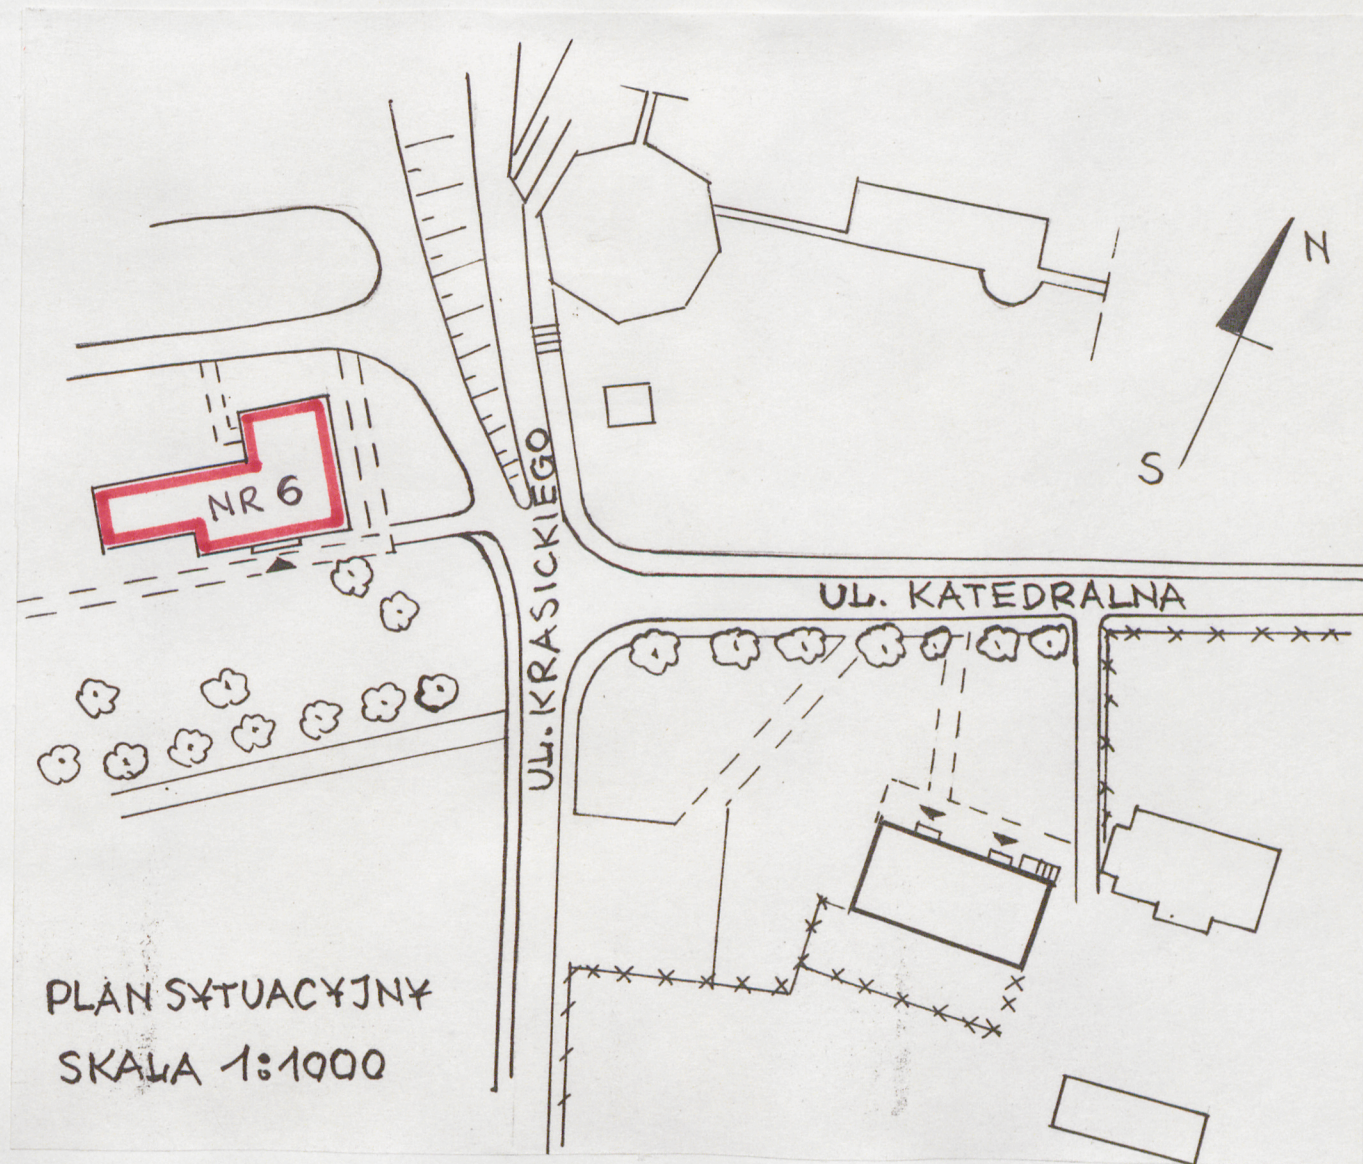 N
S
NR 6
UL. KRASICKIEGO
UL. KATEDRALNA
PLAN SYTUACYJNY
SKALA 1:1000